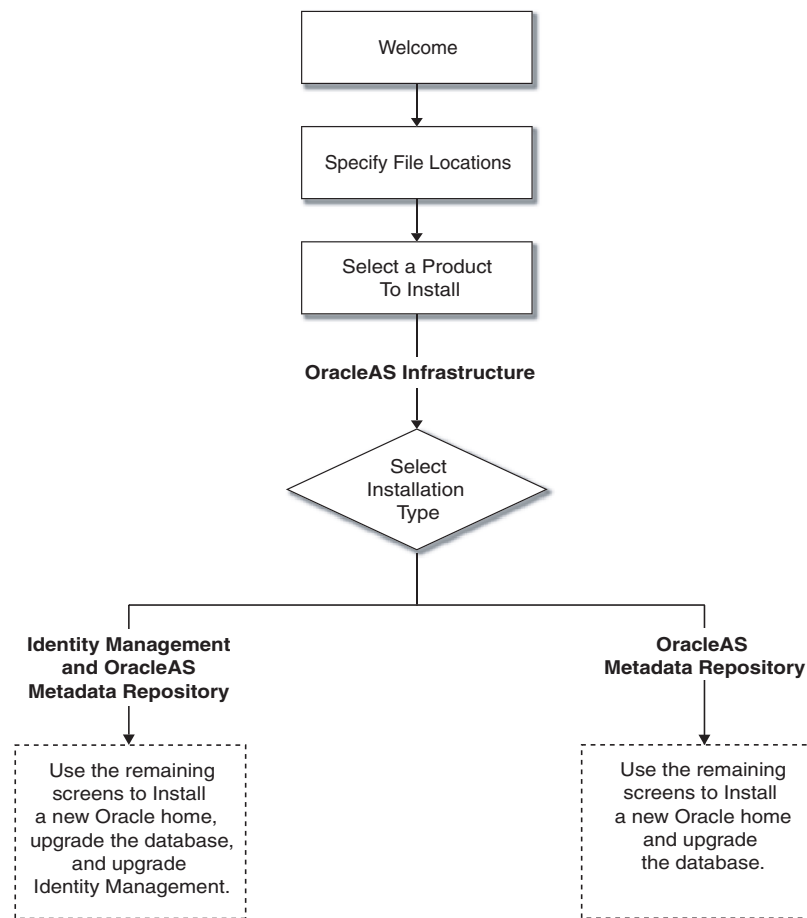 Welcome
Specify File Locations
Select a Product
To Install
OracleAS Infrastructure
Select
Installation
Type
Identity Management
and OracleAS
Metadata Repository
OracleAS
Metadata Repository
Use the remaining
screens to Install
a new Oracle home,
upgrade the database,
and upgrade
Identity Management.
Use the remaining
screens to Install
a new Oracle home
and upgrade
the database.